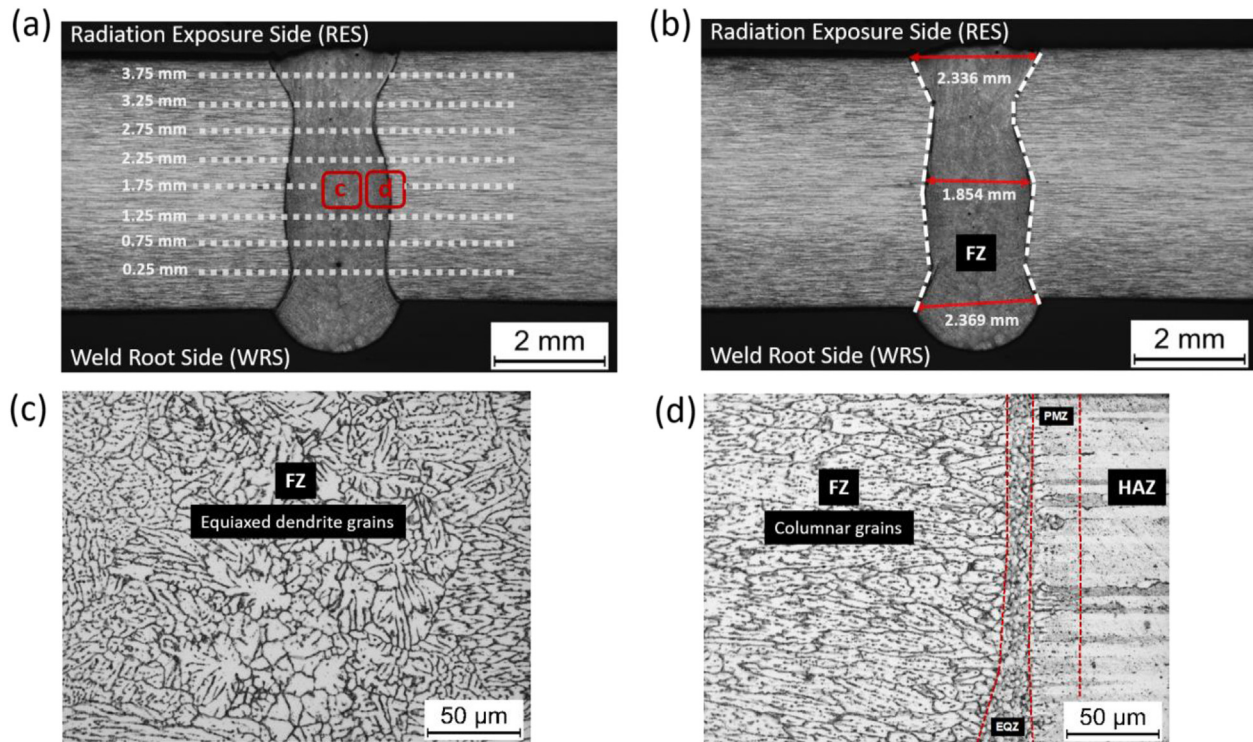 (a)
Radiation Exposure Side (RES)
3.75 mm
3.25 mm
2.75 mm
2.25 mm
1.75 mm
c
d
1.25 mm
0.75 mm
0.25 mm
2 mm
Weld Root Side (WRS)
(b)
Radiation Exposure Side (RES)
2.336 mm
1.854 mm
FZ
2.369 mm
2 mm
Weld Root Side (WRS)
(c)
FZ
Equiaxed dendrite grains
50 μm
(d)
PMZ
FZ
HAZ
Columnar grains
EQZ
50 μm